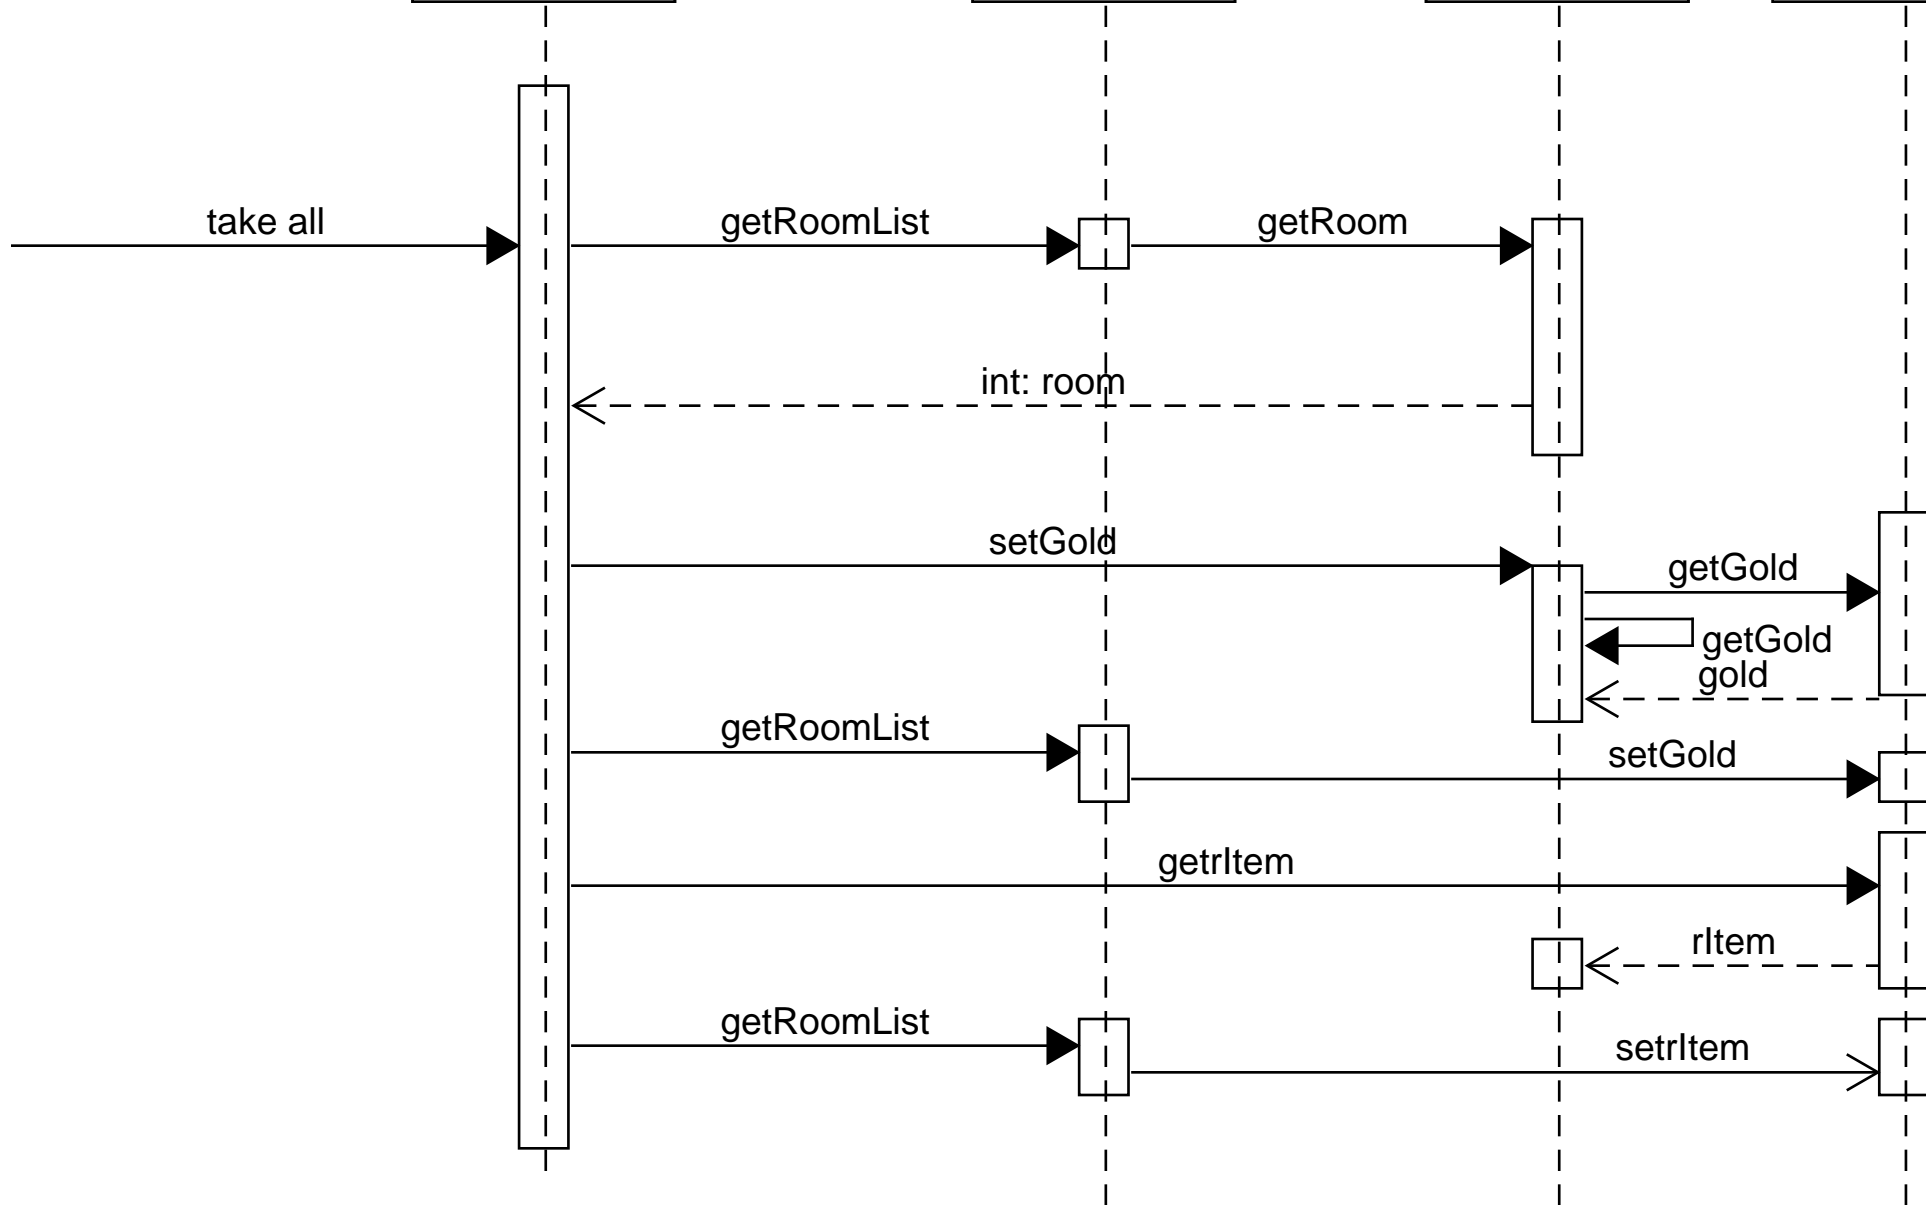 take all
getRoomList
getRoom
int: room
setGold
getGold
getGold
gold
getRoomList
setGold
getrItem
rItem
getRoomList
setrItem